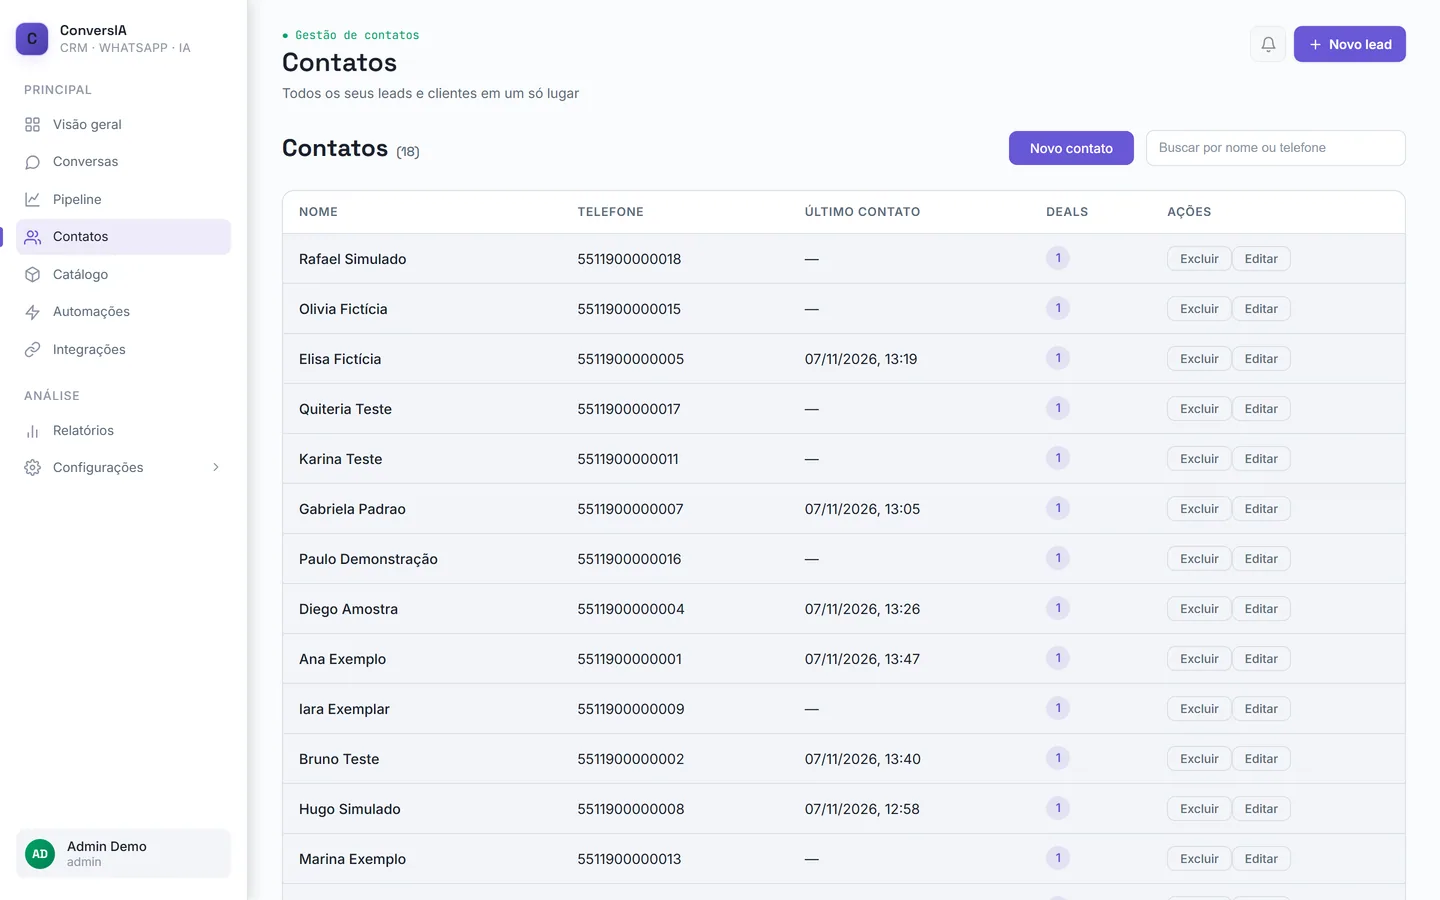 C
ConversIA
CRM · WHATSAPP · IA
PRINCIPAL
Visão geral
Conversas
Pipeline
Contatos
Catálogo
Automações
Integrações
ANÁLISE
Relatórios
Configurações
AD
Admin Demo
admin
• Gestão de contatos
Contatos
Todos os seus leads e clientes em um só lugar
+ Novo lead
Contatos (18)
Novo contato
Buscar por nome ou telefone
NOME TELEFONE ÚLTIMO CONTATO DEALS AÇÕES
Rafael Simulado 5511900000018 — 1 Excluir Editar
Olivia Fictícia 5511900000015 — 1 Excluir Editar
Elisa Fictícia 5511900000005 07/11/2026, 13:19 1 Excluir Editar
Quiteria Teste 5511900000017 — 1 Excluir Editar
Karina Teste 5511900000011 — 1 Excluir Editar
Gabriela Padrao 5511900000007 07/11/2026, 13:05 1 Excluir Editar
Paulo Demonstração 5511900000016 — 1 Excluir Editar
Diego Amostra 5511900000004 07/11/2026, 13:26 1 Excluir Editar
Ana Exemplo 5511900000001 07/11/2026, 13:47 1 Excluir Editar
Iara Exemplar 5511900000009 — 1 Excluir Editar
Bruno Teste 5511900000002 07/11/2026, 13:40 1 Excluir Editar
Hugo Simulado 5511900000008 07/11/2026, 12:58 1 Excluir Editar
Marina Exemplo 5511900000013 — 1 Excluir Editar